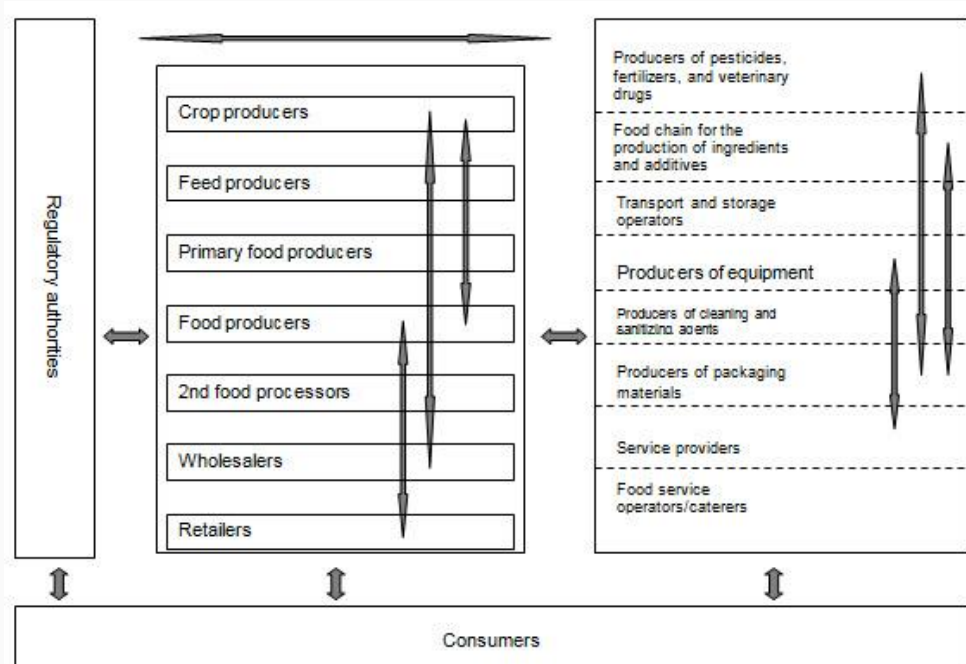 Regulatory authorities
Crop producers
Feed producers
Primary food producers
Food producers
2nd food processors
Wholesalers
Retailers
Producers of pesticides,
fertilizers, and veterinary
drugs
Food chain for the
production of ingredients
and additives
Transport and storage
operators
Producers of equipment
Producers of cleaning and
sanitizing agents
Producers of packaging
materials
Service providers
Food service
operators/caterers
Consumers